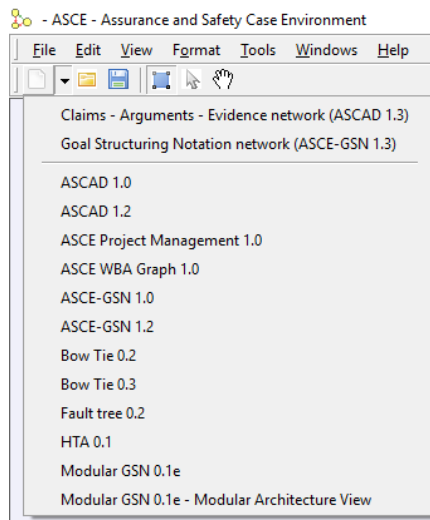 - ASCE - Assurance and Safety Case Environment
File Edit View Format Tools Windows Help
Claims - Arguments - Evidence network (ASCAD 1.3)
Goal Structuring Notation network (ASCE-GSN 1.3)
ASCAD 1.0
ASCAD 1.2
ASCE Project Management 1.0
ASCE WBA Graph 1.0
ASCE-GSN 1.0
ASCE-GSN 1.2
Bow Tie 0.2
Bow Tie 0.3
Fault tree 0.2
HTA 0.1
Modular GSN 0.1e
Modular GSN 0.1e - Modular Architecture View